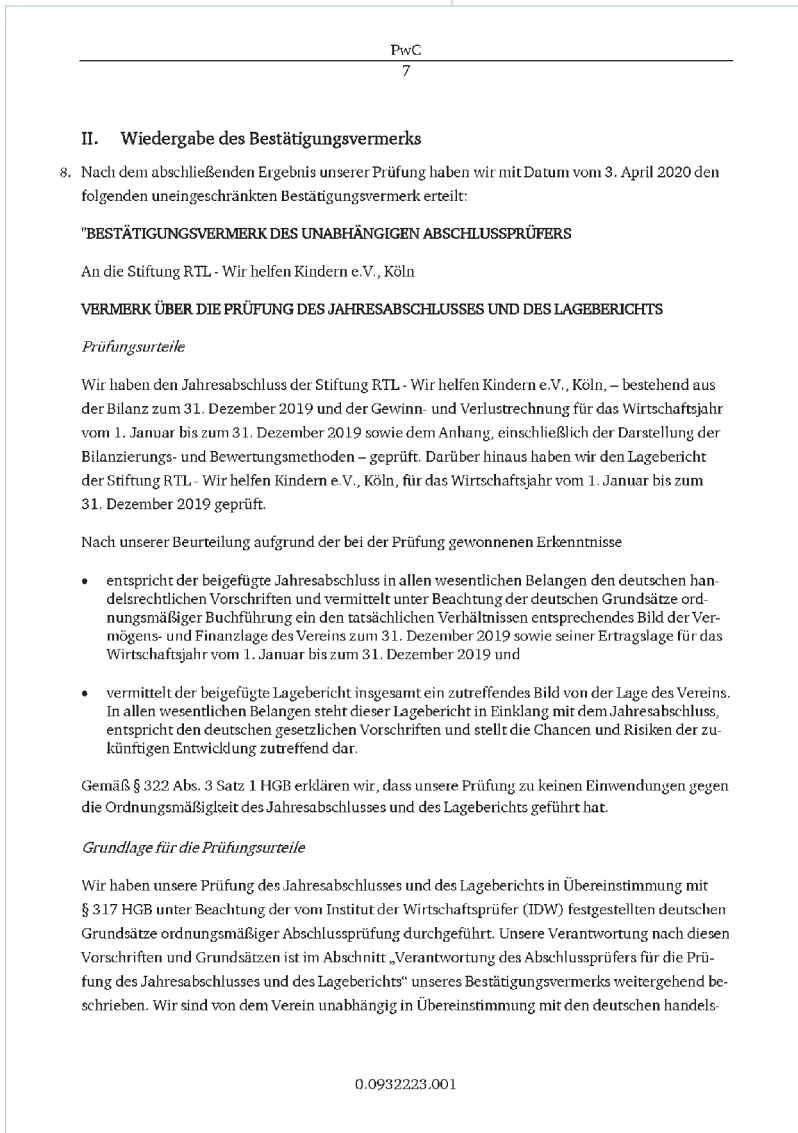 PwC
7
II. Wiedergabe des Bestätigungsvermerks
8. Nach dem abschließenden Ergebnis unserer Prüfung haben wir mit Datum vom 3. April 2020 den
folgenden uneingeschränkten Bestätigungsvermerk erteilt:
"BESTÄTIGUNGSVERMERK DES UNABHÄNGIGEN ABSCHLUSSPRÜFERS
An die Stiftung RTL - Wir helfen Kindern e.V., Köln
VERMERK ÜBER DIE PRÜFUNG DES JAHRESABSCHLUSSES UND DES LAGEBERICHTS
Prüfungsurteile
Wir haben den Jahresabschluss der Stiftung RTL - Wir helfen Kindern e.V., Köln, – bestehend aus
der Bilanz zum 31. Dezember 2019 und der Gewinn- und Verlustrechnung für das Wirtschaftsjahr
vom 1. Januar bis zum 31. Dezember 2019 sowie dem Anhang, einschließlich der Darstellung der
Bilanzierungs- und Bewertungsmethoden – geprüft. Darüber hinaus haben wir den Lagebericht
der Stiftung RTL - Wir helfen Kindern e.V., Köln, für das Wirtschaftsjahr vom 1. Januar bis zum
31. Dezember 2019 geprüft.
Nach unserer Beurteilung aufgrund der bei der Prüfung gewonnenen Erkenntnisse
• entspricht der beigefügte Jahresabschluss in allen wesentlichen Belangen den deutschen han-
delsrechtlichen Vorschriften und vermittelt unter Beachtung der deutschen Grundsätze ord-
nungsmäßiger Buchführung ein den tatsächlichen Verhältnissen entsprechendes Bild der Ver-
mögens- und Finanzlage des Vereins zum 31. Dezember 2019 sowie seiner Ertragslage für das
Wirtschaftsjahr vom 1. Januar bis zum 31. Dezember 2019 und
• vermittelt der beigefügte Lagebericht insgesamt ein zutreffendes Bild von der Lage des Vereins.
In allen wesentlichen Belangen steht dieser Lagebericht in Einklang mit dem Jahresabschluss,
entspricht den deutschen gesetzlichen Vorschriften und stellt die Chancen und Risiken der zu-
künftigen Entwicklung zutreffend dar.
Gemäß § 322 Abs. 3 Satz 1 HGB erklären wir, dass unsere Prüfung zu keinen Einwendungen gegen
die Ordnungsmäßigkeit des Jahresabschlusses und des Lageberichts geführt hat.
Grundlage für die Prüfungsurteile
Wir haben unsere Prüfung des Jahresabschlusses und des Lageberichts in Übereinstimmung mit
§ 317 HGB unter Beachtung der vom Institut der Wirtschaftsprüfer (IDW) festgestellten deutschen
Grundsätze ordnungsmäßiger Abschlussprüfung durchgeführt. Unsere Verantwortung nach diesen
Vorschriften und Grundsätzen ist im Abschnitt „Verantwortung des Abschlussprüfers für die Prü-
fung des Jahresabschlusses und des Lageberichts“ unseres Bestätigungsvermerks weitergehend be-
schrieben. Wir sind von dem Verein unabhängig in Übereinstimmung mit den deutschen handels-
0.0932223.001